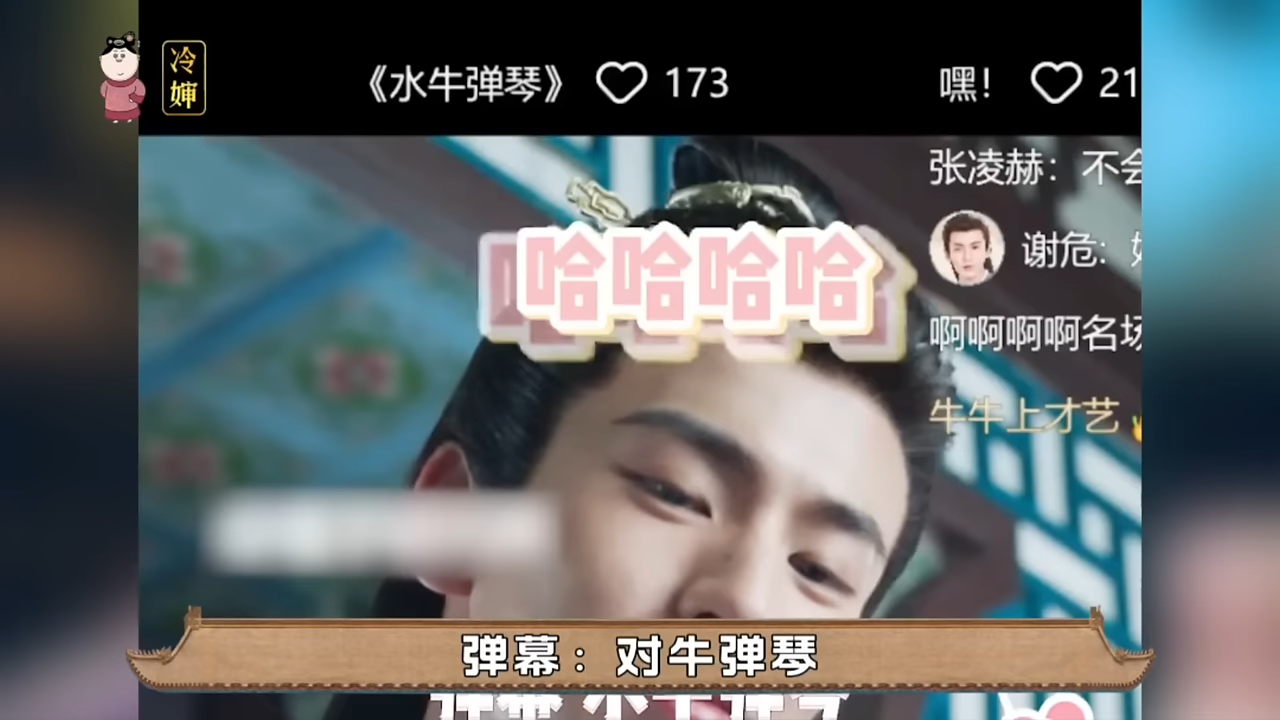 冷婶
《水牛弹琴》 173
嘿！ 21
张凌赫：不会
谢危：
哈哈哈哈
啊啊啊啊名场
牛牛上才艺
弹幕：对牛弹琴